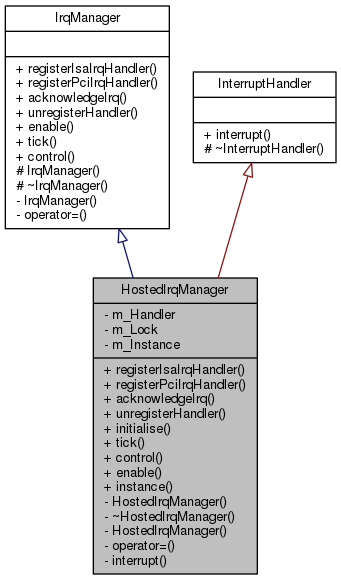 IrqManager
+ registerIsaIrqHandler()
+ registerPciIrqHandler()
+ acknowledgeIrq()
+ unregisterHandler()
+ enable()
+ tick()
+ control()
# IrqManager()
# ~IrqManager()
- IrqManager()
- operator=()
InterruptHandler
+ interrupt()
# ~InterruptHandler()
HostedIrqManager
- m_Handler
- m_Lock
- m_Instance
+ registerIsaIrqHandler()
+ registerPciIrqHandler()
+ acknowledgeIrq()
+ unregisterHandler()
+ initialise()
+ tick()
+ control()
+ enable()
+ instance()
- HostedIrqManager()
- ~HostedIrqManager()
- HostedIrqManager()
- operator=()
- interrupt()